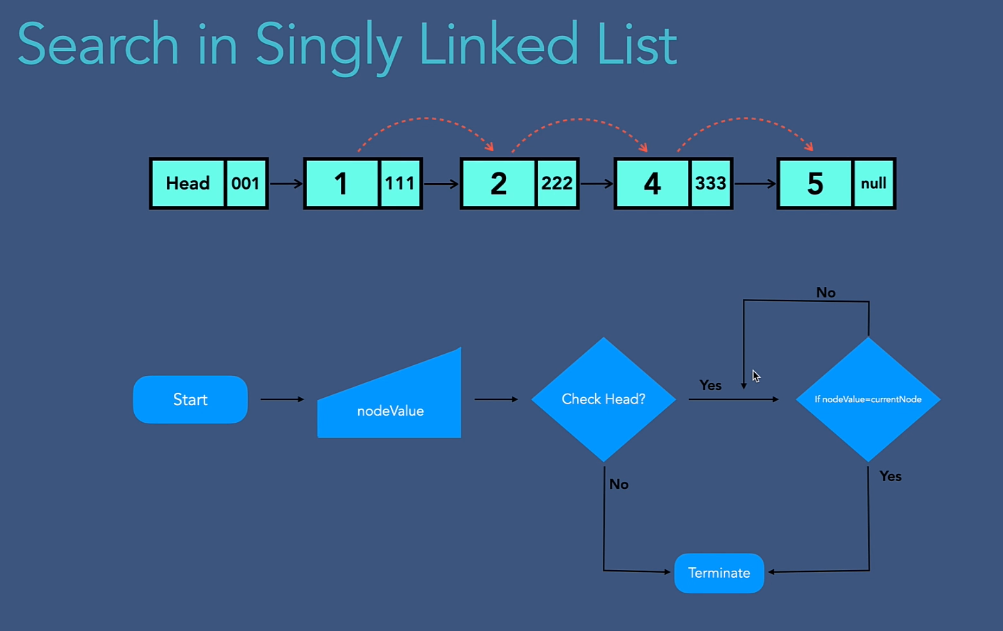 Search in Singly Linked List
Head 001 1 111 2 222 4 333 5 null
No
Start
nodeValue
Check Head?
Yes
If nodeValue=currentNode
No
Yes
Terminate